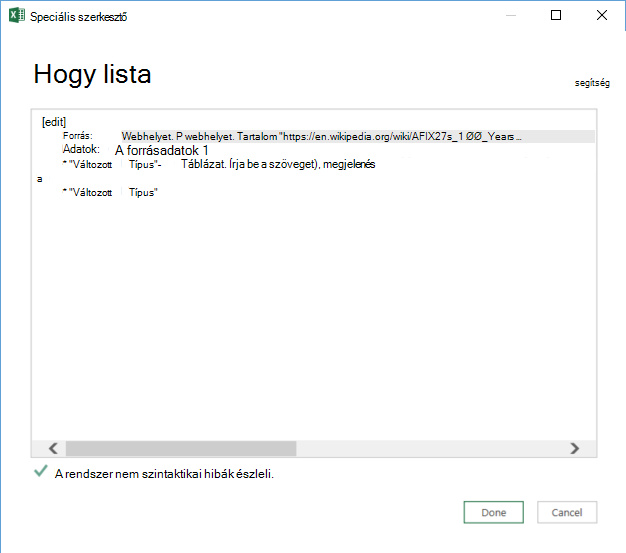 Speciális szerkesztő
Hogy lista
segítség
[edit]
Forrás: Webhelyet. P webhelyet. Tartalom "https://en.wikipedia.org/wiki/AFIX27s_1 ØØ_Years ...
Adatok: A forrásadatok 1
* "Változott Típus"- Táblázat. Írja be a szöveget), megjelenés
a
* "Változott Típus"
A rendszer nem szintaktikai hibák észleli.
Done Cancel